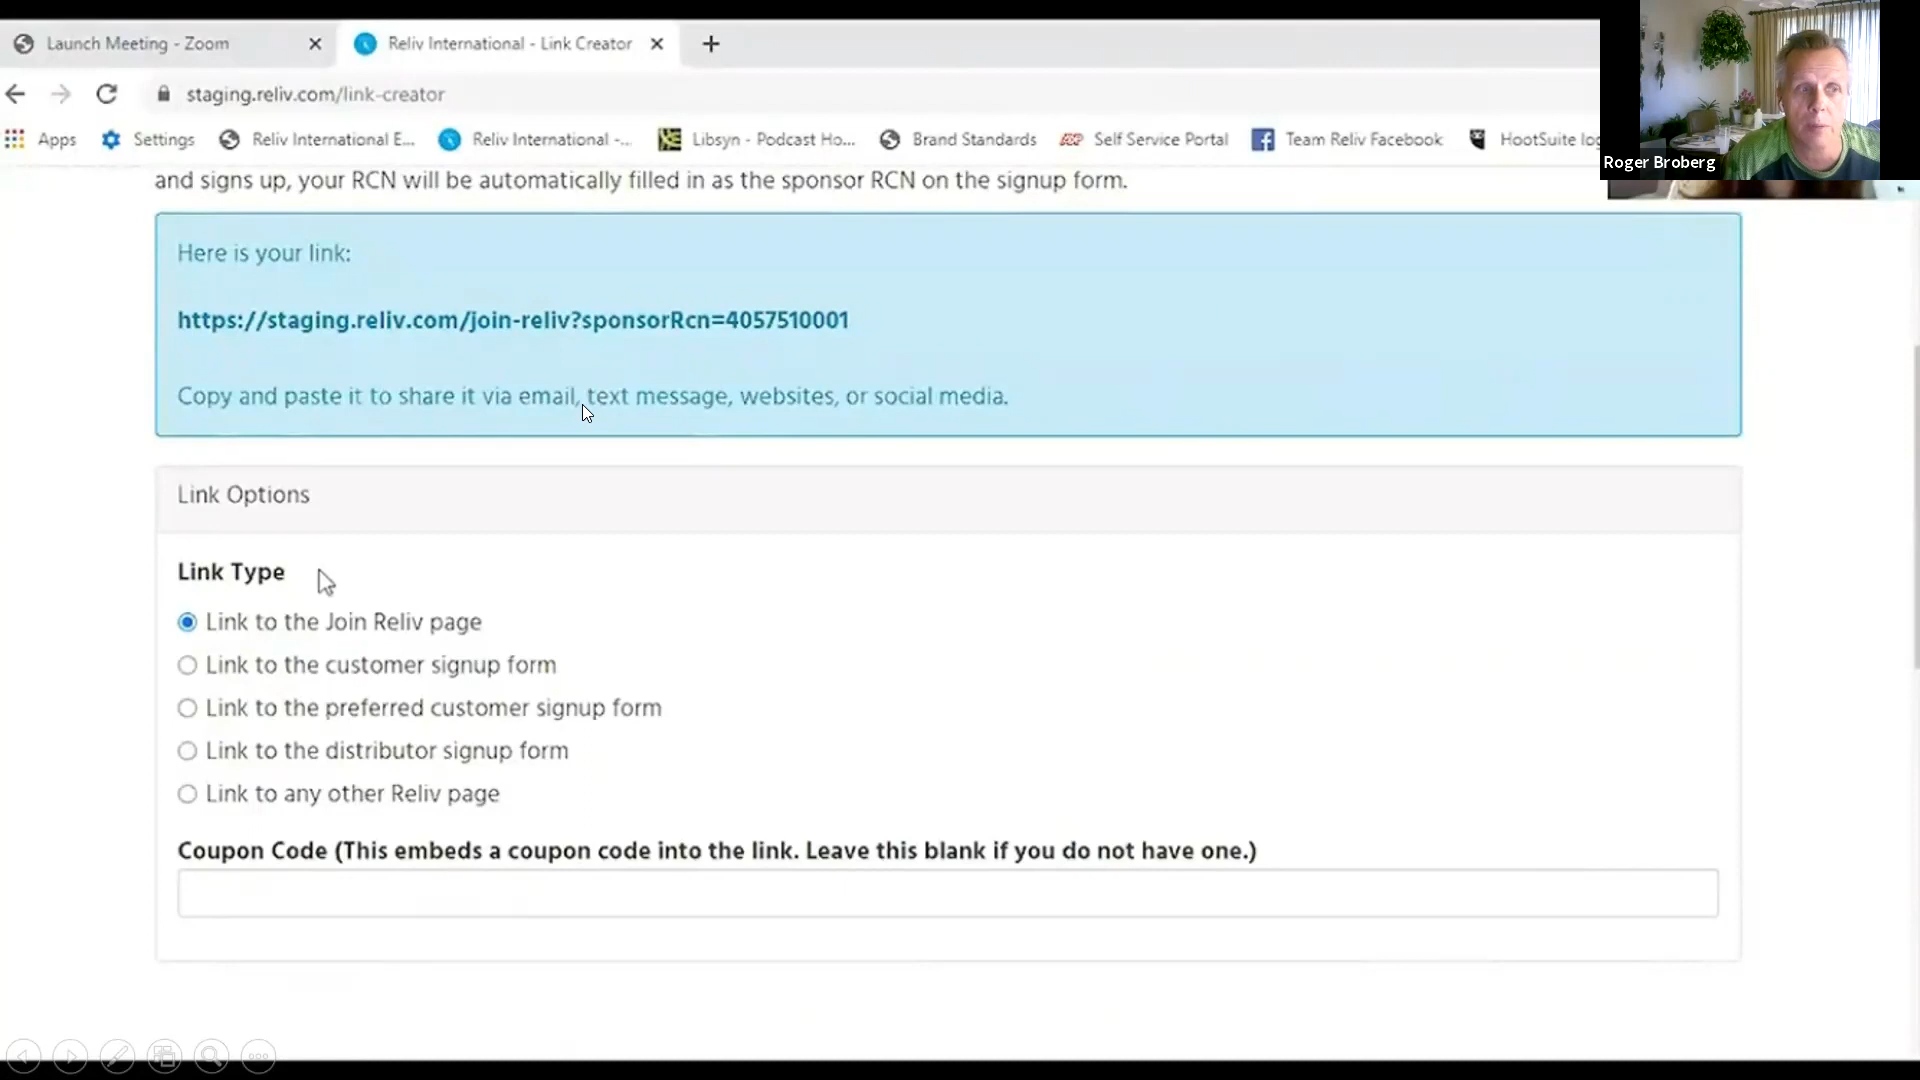 Launch Meeting - Zoom
Reliv International - Link Creator
staging.reliv.com/link-creator
Apps
Settings
Reliv International E...
Reliv International -...
Libsyn - Podcast Ho...
Brand Standards
ADP
Self Service Portal
Team Reliv Facebook
HootSuite log
Roger Broberg
and signs up, your RCN will be automatically filled in as the sponsor RCN on the signup form.
Here is your link:
https://staging.reliv.com/join-reliv?sponsorRcn=4057510001
Copy and paste it to share it via email, text message, websites, or social media.
Link Options
Link Type
Link to the Join Reliv page
Link to the customer signup form
Link to the preferred customer signup form
Link to the distributor signup form
Link to any other Reliv page
Coupon Code (This embeds a coupon code into the link. Leave this blank if you do not have one.)